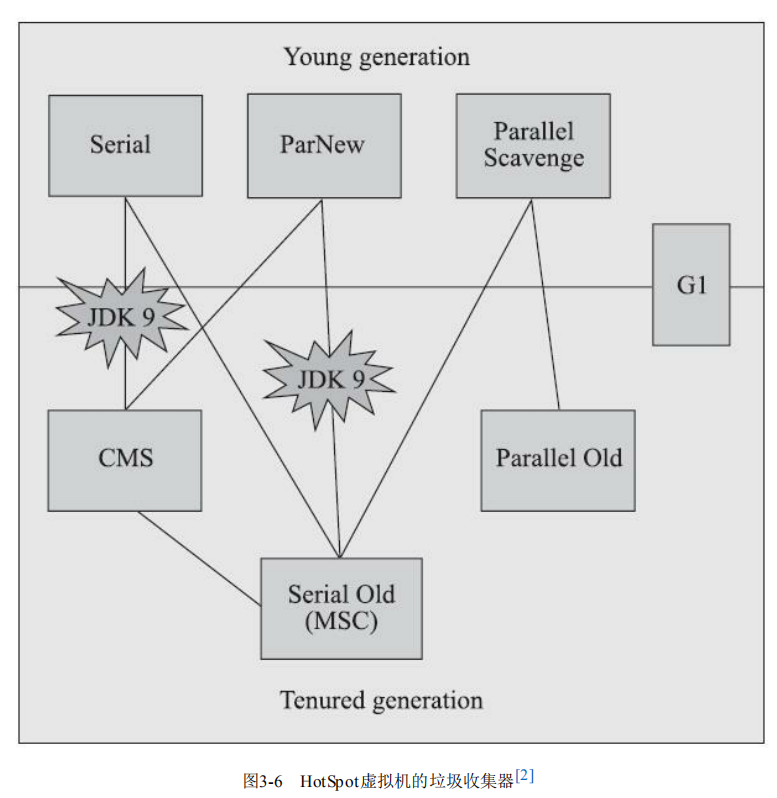 Young generation
Serial
ParNew
Parallel
Scavenge
G1
JDK 9
JDK 9
CMS
Parallel Old
Serial Old
(MSC)
Tenured generation
图3-6 HotSpot虚拟机的垃圾收集器[2]